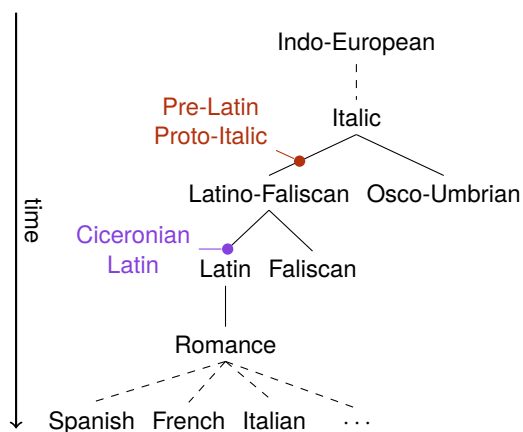 Indo-European
Pre-Latin
Proto-Italic
Italic
Latino-Faliscan Osco-Umbrian
time
Ciceronian
Latin
Latin Faliscan
Romance
Spanish French Italian ...